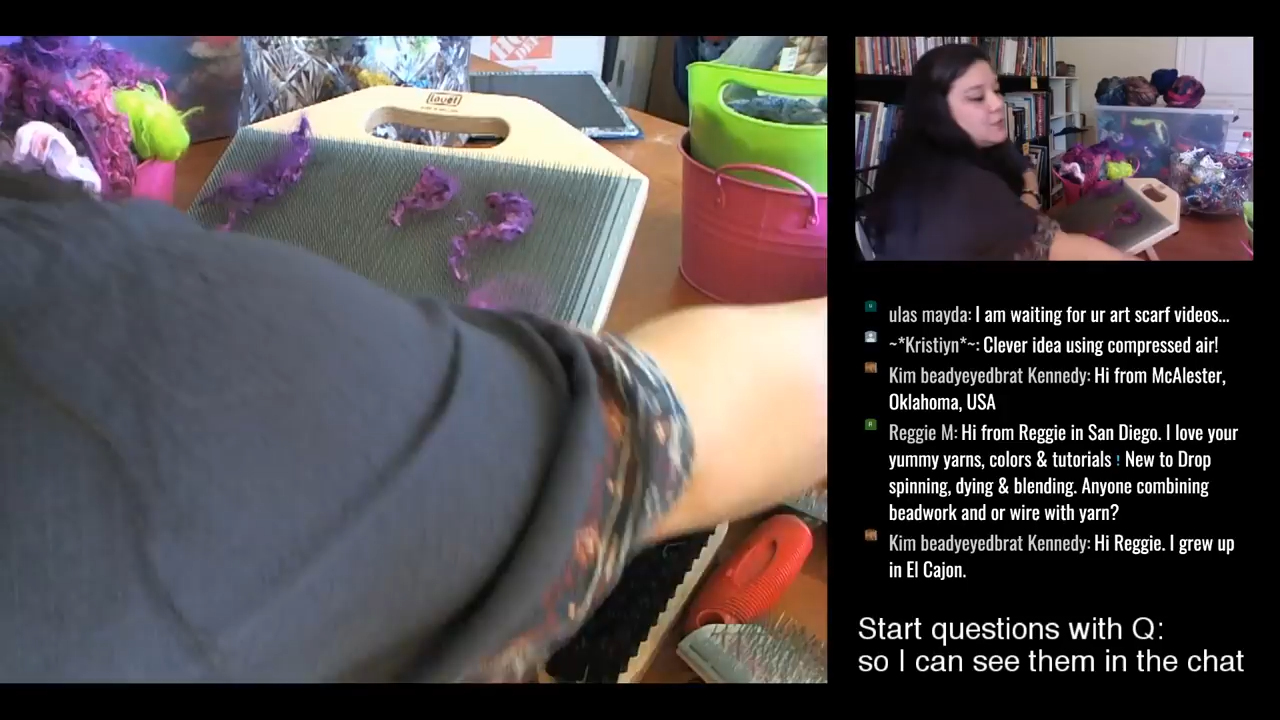 louet
ulas mayda: I am waiting for ur art scarf videos...
~*Kristiyn*~: Clever idea using compressed air!
Kim beadyeyedbrat Kennedy: Hi from McAlester,
Oklahoma, USA
Reggie M: Hi from Reggie in San Diego. I love your
yummy yarns, colors & tutorials ! New to Drop
spinning, dying & blending. Anyone combining
beadwork and or wire with yarn?
Kim beadyeyedbrat Kennedy: Hi Reggie. I grew up
in El Cajon.
Start questions with Q:
so I can see them in the chat